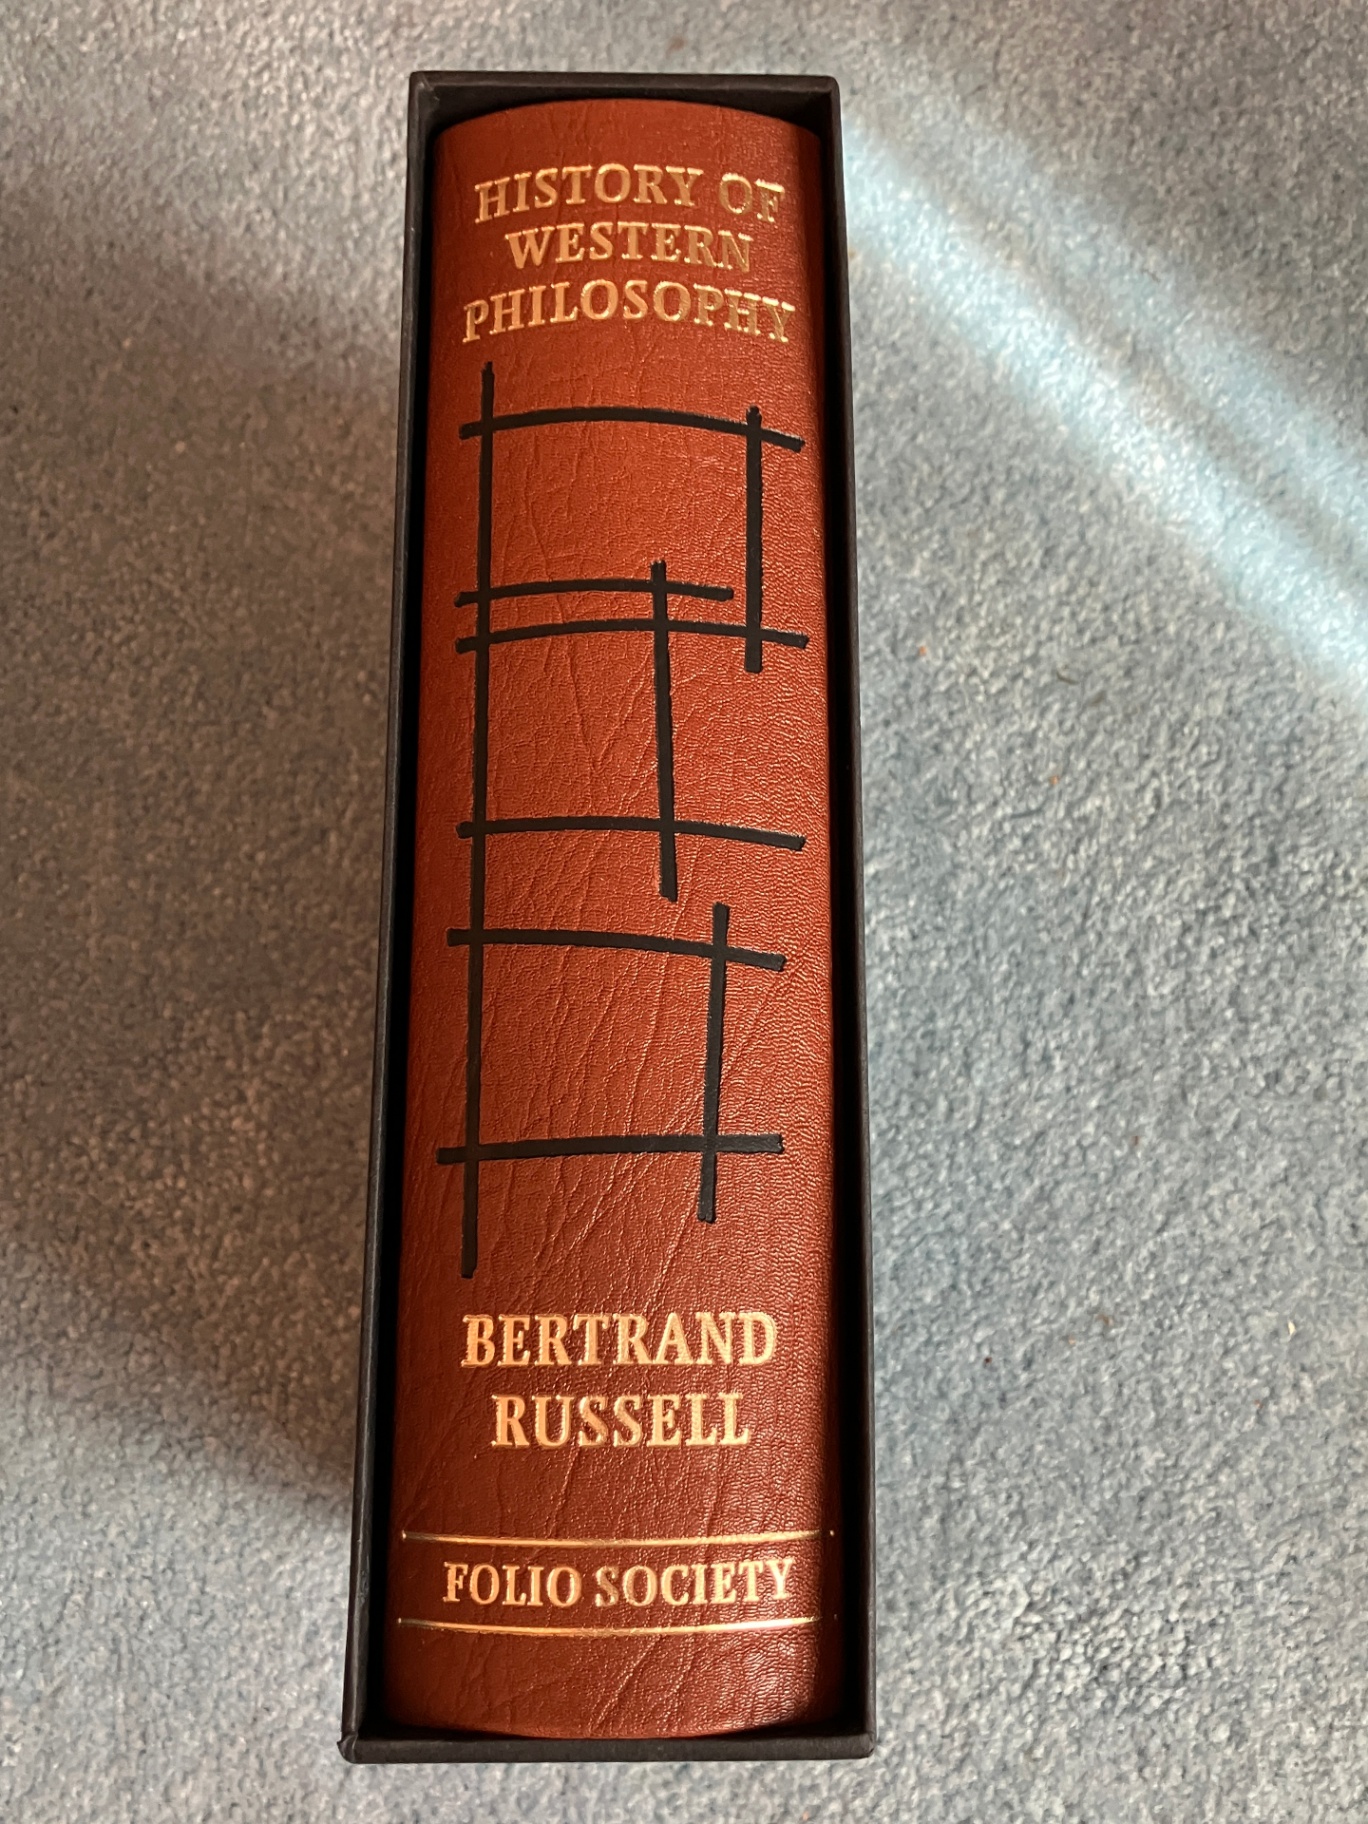 HISTORY OF
WESTERN
PHILOSOPHY
BERTRAND
RUSSELL
FOLIO SOCIETY